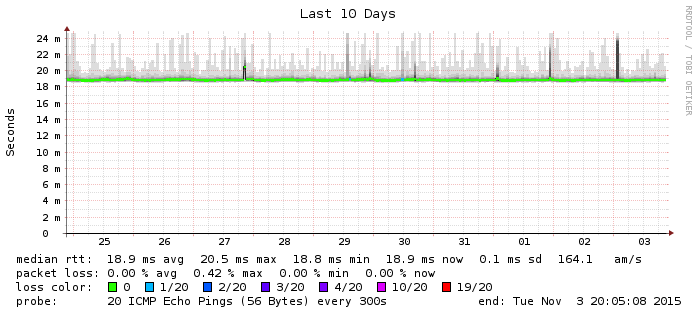 Last 10 Days
RRDTOOL / TOBI OETIKER
Seconds
24 m
22 m
20 m
18 m
16 m
14 m
12 m
10 m
8 m
6 m
4 m
2 m
0
25 26 27 28 29 30 31 01 02 03
median rtt: 18.9 ms avg 20.5 ms max 18.8 ms min 18.9 ms now 0.1 ms sd 164.1 am/s
packet loss: 0.00 % avg 0.42 % max 0.00 % min 0.00 % now
loss color: 0 1/20 2/20 3/20 4/20 10/20 19/20
probe: 20 ICMP Echo Pings (56 Bytes) every 300s end: Tue Nov 3 20:05:08 2015